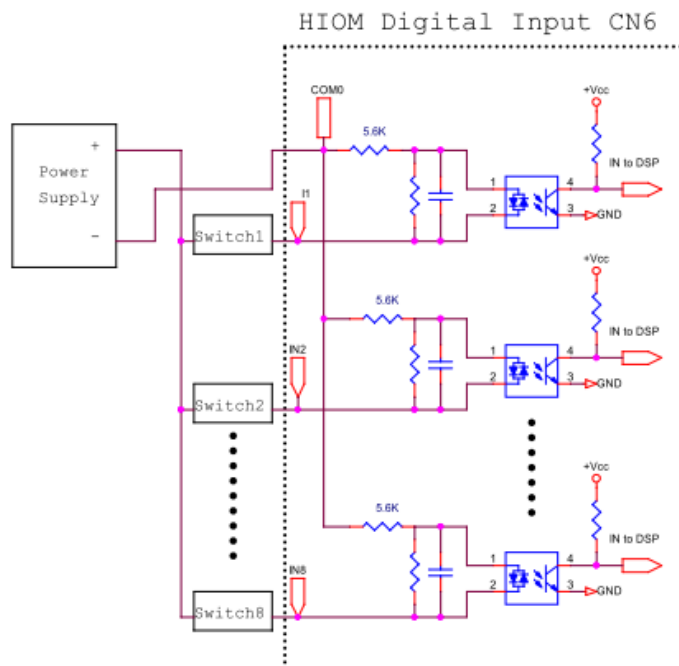 HIOM Digital Input CN6
COM0
+Vcc
5.6K
+
Power
Supply
-
IN to DSP
1
4
2
3
GND
I1
Switch1
+Vcc
5.6K
IN to DSP
IN2
1
4
2
3
GND
Switch2
+Vcc
5.6K
IN to DSP
1
4
IN8
2
3
GND
Switch8